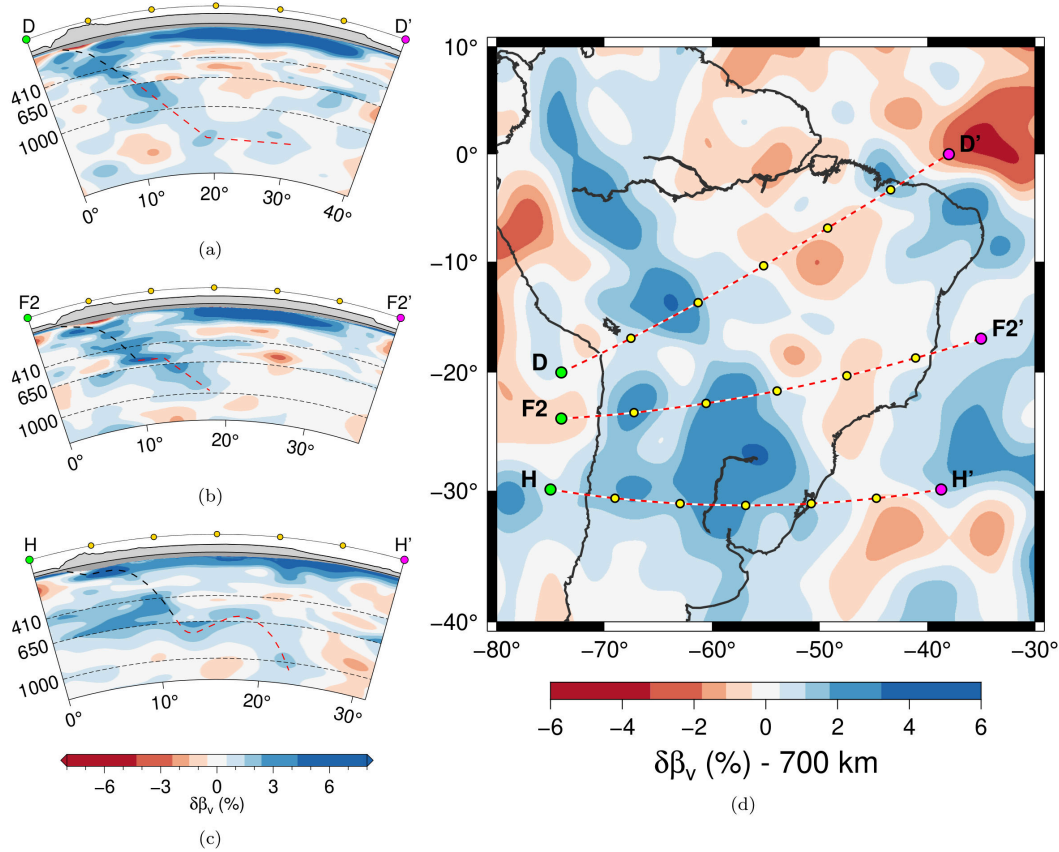 D
D'
410
650
1000
0°
10°
20°
30°
40°
(a)
F2
F2'
410
650
1000
0°
10°
20°
30°
(b)
H
H'
410
650
1000
0°
10°
20°
30°
−6 −3 0 3 6
δβᵥ (%)
(c)
10°
0°
−10°
−20°
−30°
−40°
D'
D
F2'
F2
H
H'
−80° −70° −60° −50° −40° −30°
−6 −4 −2 0 2 4 6
δβᵥ (%) - 700 km
(d)